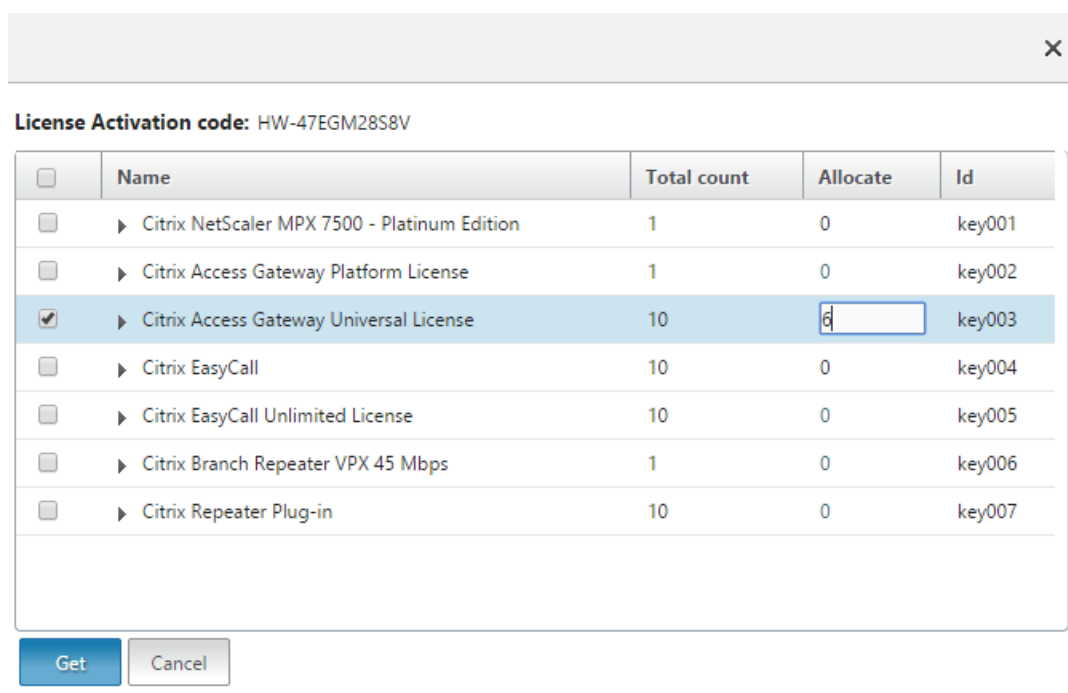 License Activation code: HW-47EGM28S8V
Name Total count Allocate Id
Citrix NetScaler MPX 7500 - Platinum Edition 1 0 key001
Citrix Access Gateway Platform License 1 0 key002
Citrix Access Gateway Universal License 10 6 key003
Citrix EasyCall 10 0 key004
Citrix EasyCall Unlimited License 10 0 key005
Citrix Branch Repeater VPX 45 Mbps 1 0 key006
Citrix Repeater Plug-in 10 0 key007
Get Cancel